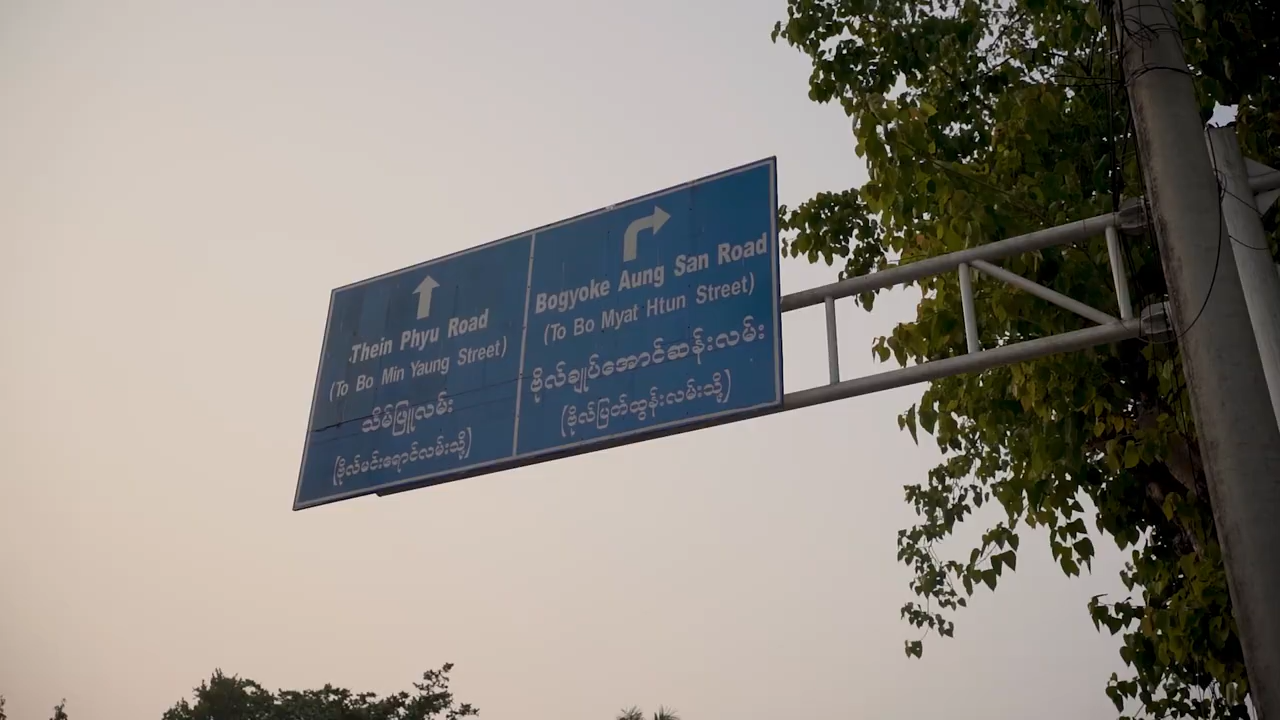 Thein Phyu Road
(To Bo Min Yaung Street)
သိမ်ဖြူလမ်း
(ဗိုလ်မင်းရောင်လမ်းသို့)
Bogyoke Aung San Road
(To Bo Myat Htun Street)
ဗိုလ်ချုပ်အောင်ဆန်းလမ်း
(ဗိုလ်မြတ်ထွန်းလမ်းသို့)